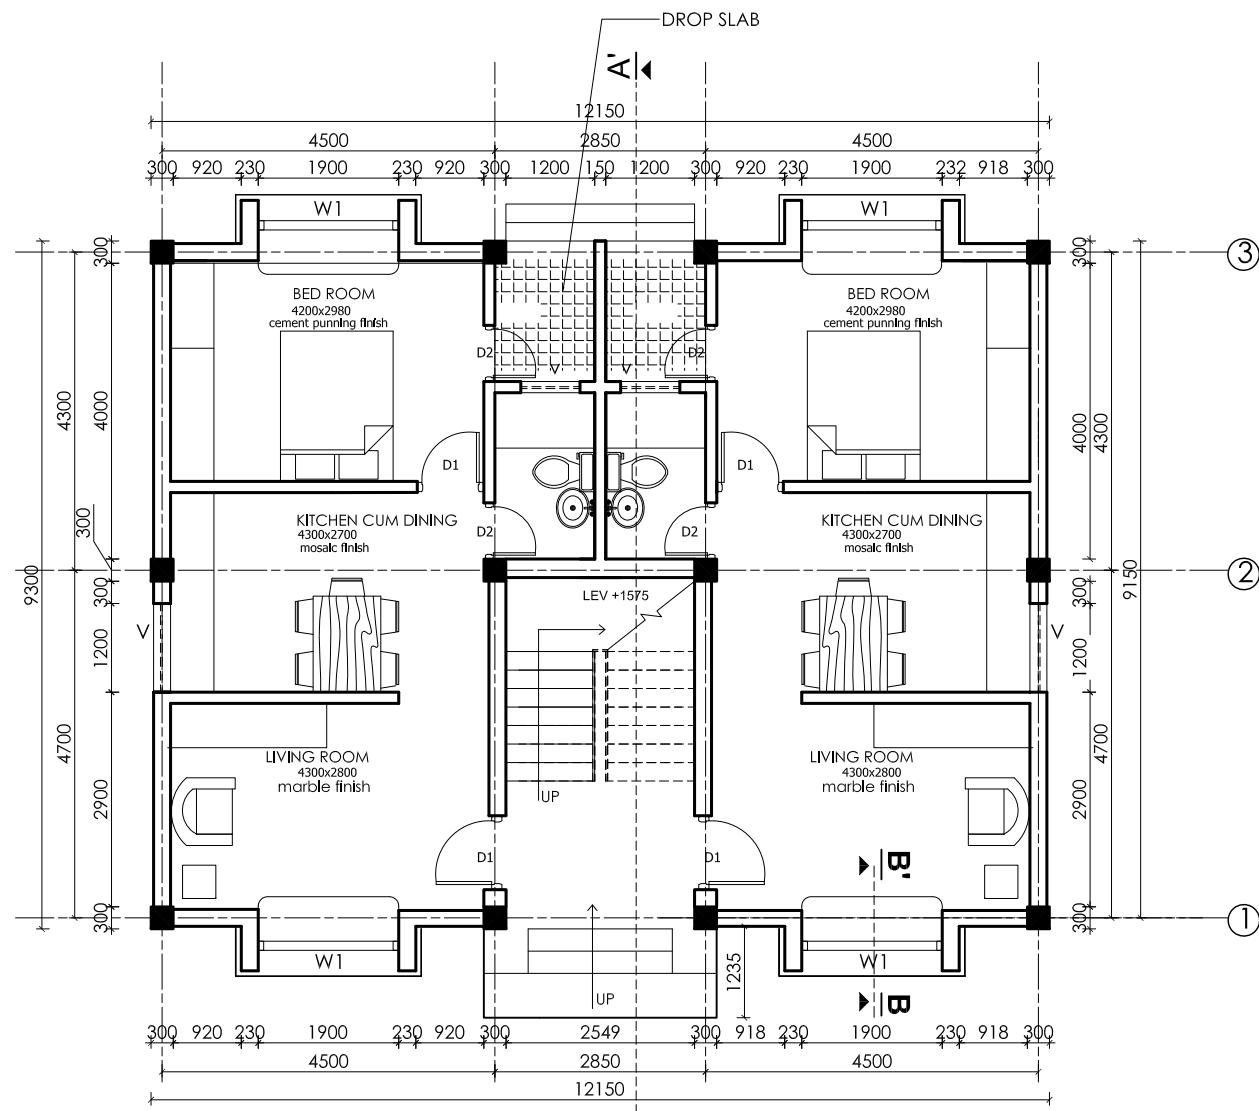 DROP SLAB
A'
12150
4500 2850 4500
300 920 230 1900 230 920 300 1200 150 1200 300 920 230 1900 232 918 300
W1 W1
3
300 300
BED ROOM BED ROOM
4200x2980 4200x2980
cement punning finish cement punning finish
D2 D2
V V
4300 4000 4000 4300
D1 D1
KITCHEN CUM DINING KITCHEN CUM DINING
4300x2700 4300x2700
mosaic finish mosaic finish
D2 D2
300
2
9300 9150
300 LEV +1575 300
V V
1200 1200
4700 4700
LIVING ROOM LIVING ROOM
4300x2800 4300x2800
marble finish marble finish
UP
2900 2900
D1 D1
B'
300 300
1
W1 W1
1235
UP
B
300 920 230 1900 230 920 300 2549 300 918 230 1900 230 918 300
4500 2850 4500
12150